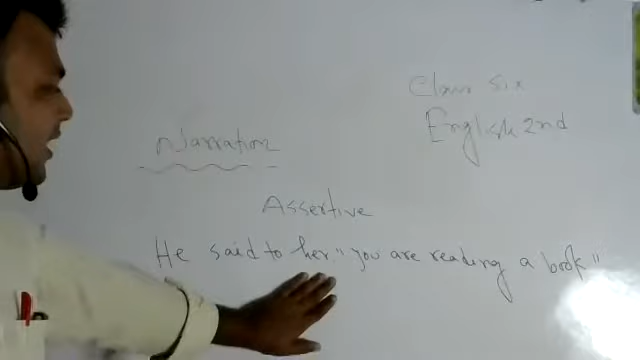 Class Six
English 2nd
Narration
Assertive
He said to her "you are reading a book"